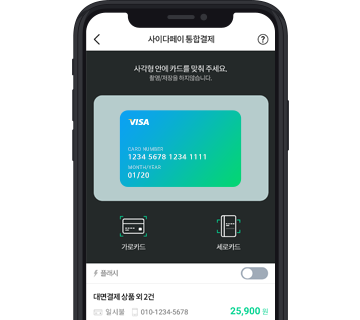 사이다페이 통합결제
?
사각형 안에 카드를 맞춰 주세요.
촬영/저장을 하지않습니다.
VISA
CARD NUMBER
1234 5678 1234 1111
MONTH/YEAR
01/20
가로카드 세로카드
플래시
대면결제 상품 외 2건
일시불 010-1234-5678
25,900 원